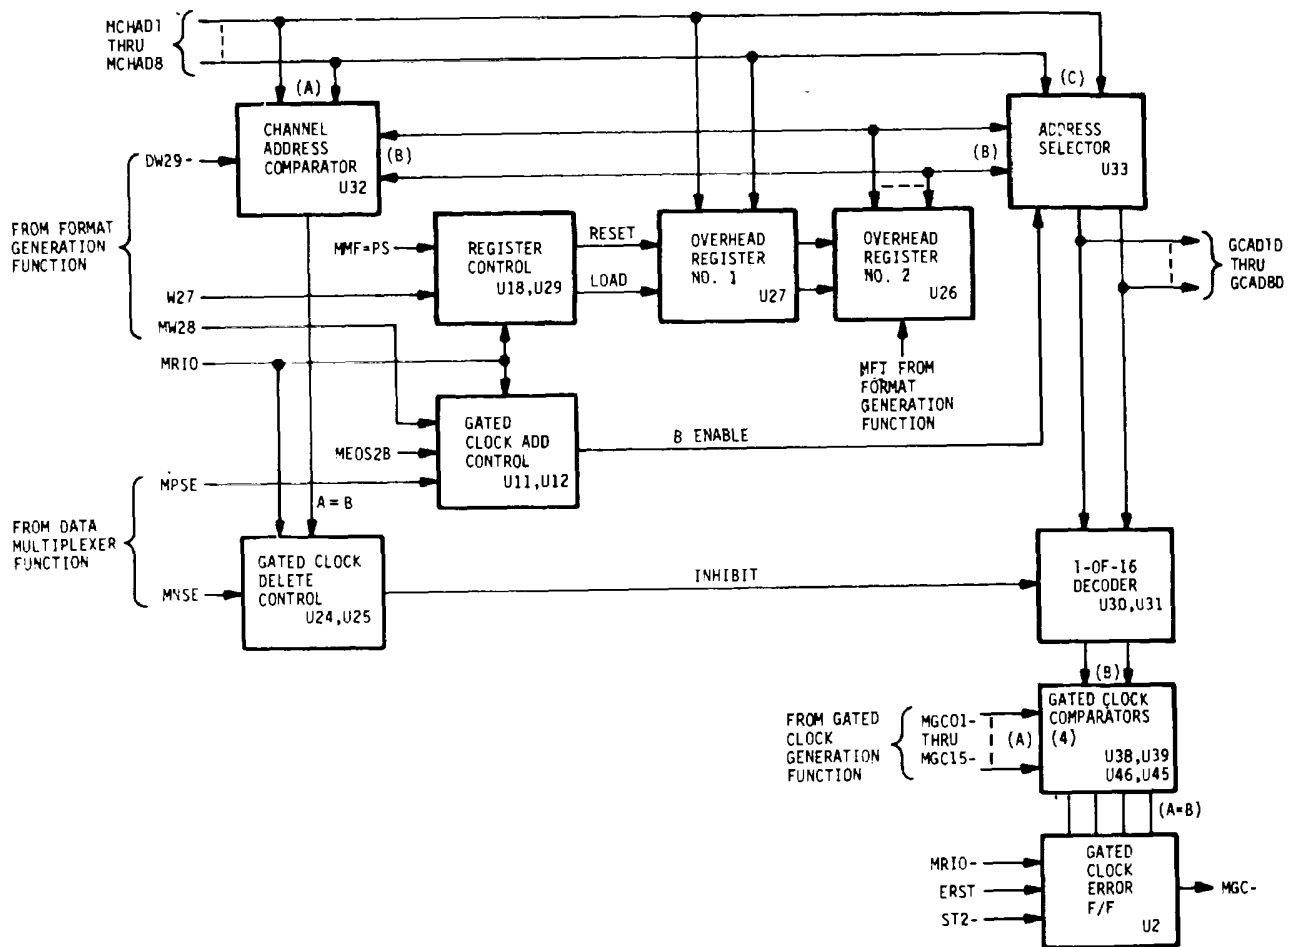 MCHAD1
THRU
MCHAD8
(A)
(C)
CHANNEL
ADDRESS
COMPARATOR
U32
(B)
(B)
ADDRESS
SELECTOR
U33
DW29-
FROM FORMAT
GENERATION
FUNCTION
MMF=PS
REGISTER
CONTROL
U18,U29
RESET
LOAD
OVERHEAD
REGISTER
NO. 1
U27
OVERHEAD
REGISTER
NO. 2
U26
GCAD1D
THRU
GCAD8D
W27
MW28
MRIO
MFT FROM
FORMAT
GENERATION
FUNCTION
GATED
CLOCK ADD
CONTROL
U11,U12
B ENABLE
MEOS2B
MPSE
A=B
FROM DATA
MULTIPLEXER
FUNCTION
MNSE
GATED CLOCK
DELETE
CONTROL
U24,U25
INHIBIT
1-OF-16
DECODER
U30,U31
(B)
FROM GATED
CLOCK
GENERATION
FUNCTION
MGC01-
THRU
MGC15-
(A)
GATED CLOCK
COMPARATORS
(4)
U38,U39
U46,U45
(A=B)
MRIO-
ERST
ST2-
GATED
CLOCK
ERROR
F/F
U2
MGC-